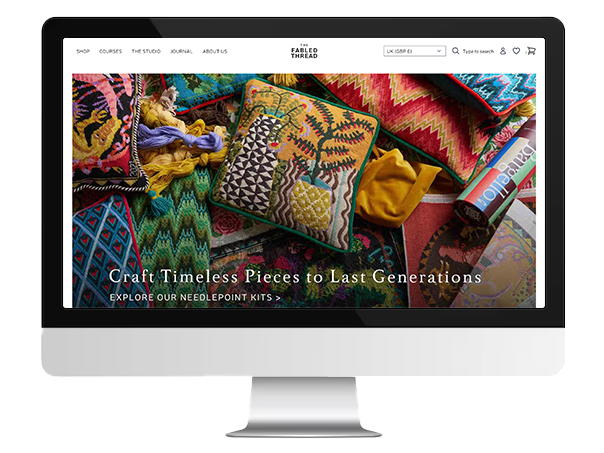 SHOP COURSES THE STUDIO JOURNAL ABOUT US
THE
FABLED
THREAD
UK (GBP £)
Type to search
Bargello
Craft Timeless Pieces to Last Generations
EXPLORE OUR NEEDLEPOINT KITS >